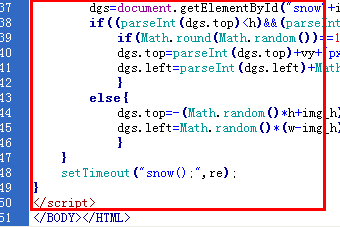 37 dgs=document.getElementById("snow"+i
38 if((parseInt(dgs.top)<h)&&(parseInt
39 if(Math.round(Math.random())==1
40 dgs.top=parseInt(dgs.top)+vy+"px
41 dgs.left=parseInt(dgs.left)+Mat
42 }
43 else{
44 dgs.top=-(Math.random()*h+img_h)
45 dgs.left=Math.random()*(w-img_h)
46 }
47 }
48 setTimeout("snow();",re);
49 }
50 </script>
51 </BODY></HTML>